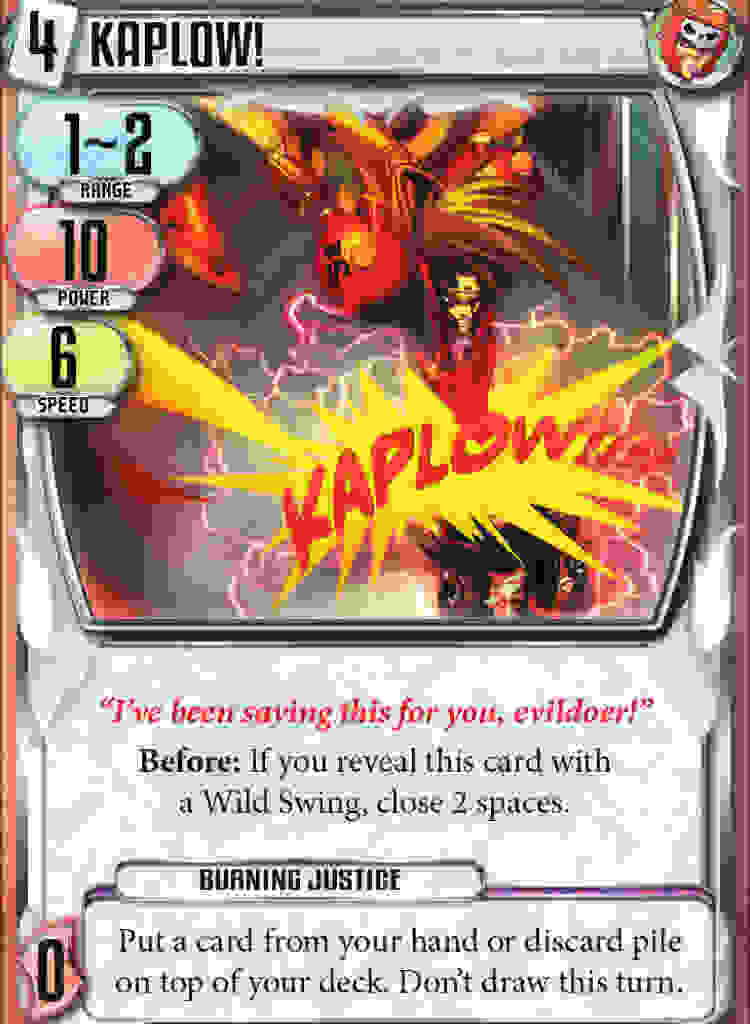 4 KAPLOW!
1~2
RANGE
10
POWER
6
SPEED
KAPLOW
"I've been saving this for you, evildoer!"
Before: If you reveal this card with
a Wild Swing, close 2 spaces.
BURNING JUSTICE
0
Put a card from your hand or discard pile
on top of your deck. Don't draw this turn.